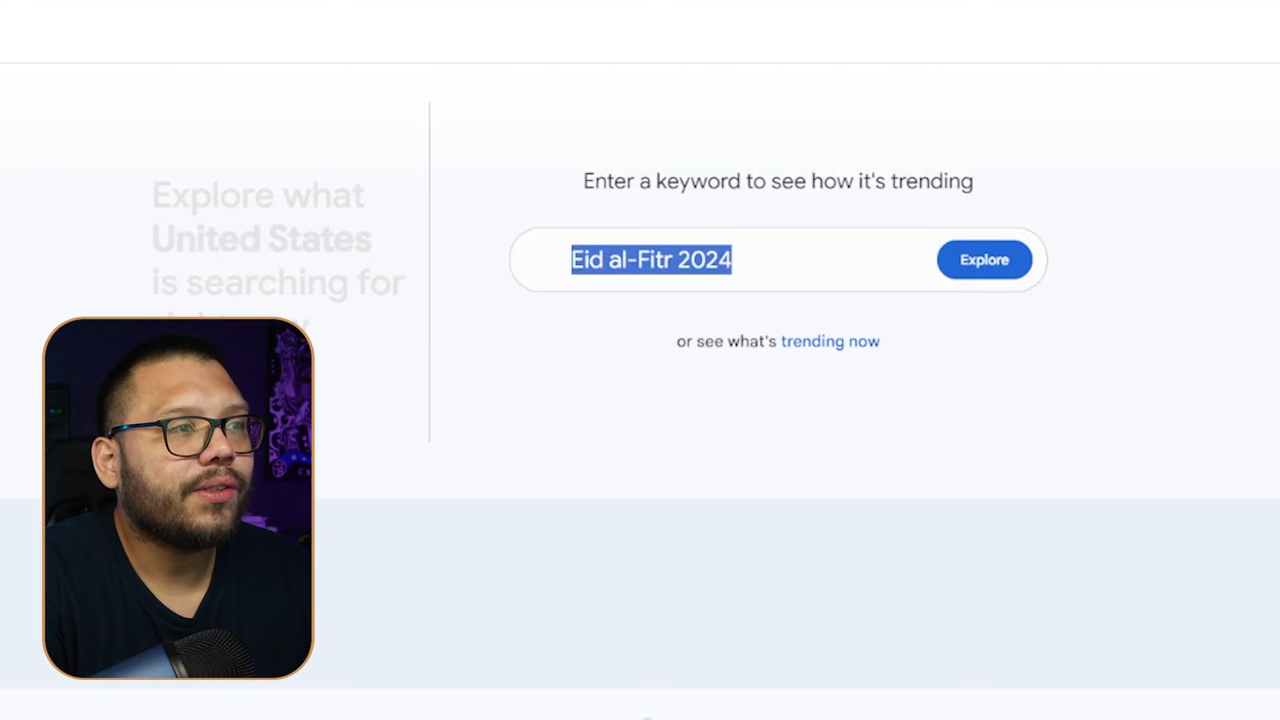 Explore what
United States
is searching for
Enter a keyword to see how it's trending
Eid al-Fitr 2024
Explore
or see what's trending now